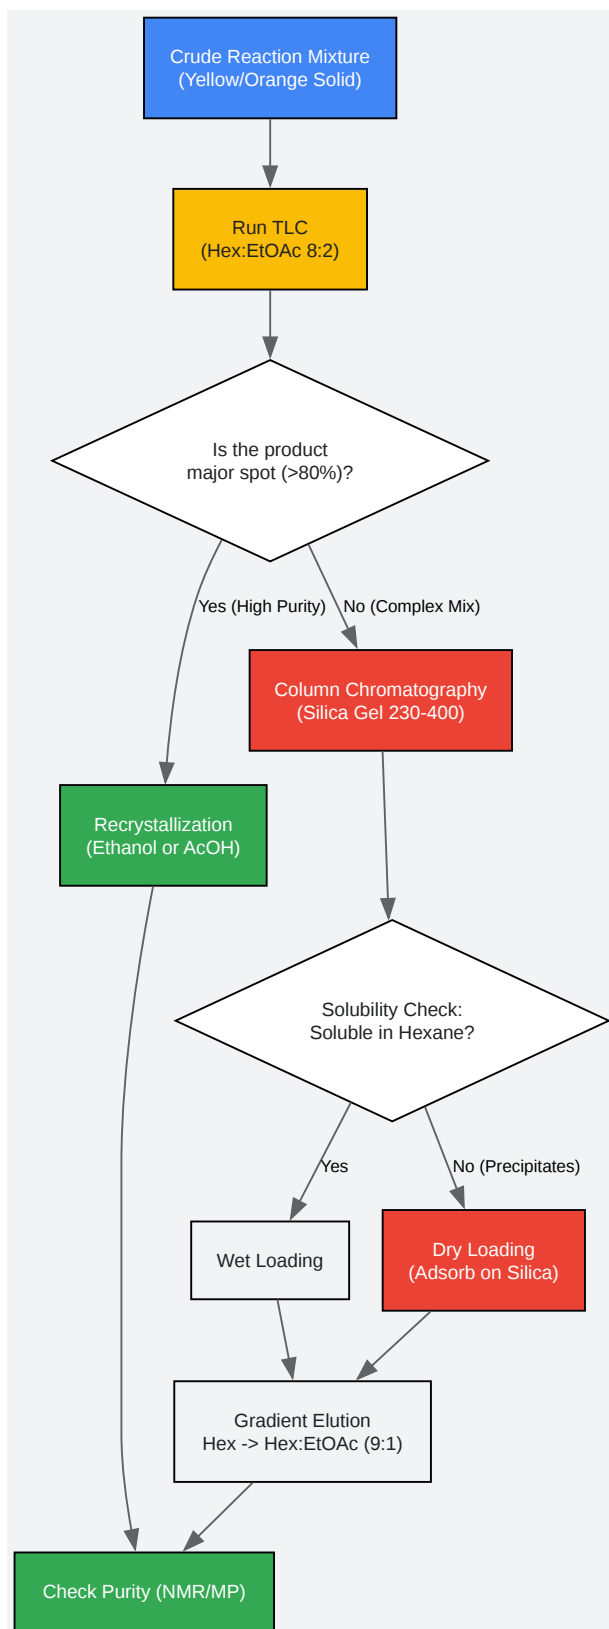 Crude Reaction Mixture
(Yellow/Orange Solid)
Run TLC
(Hex:EtOAc 8:2)
Is the product
major spot (>80%)?
Yes (High Purity)
No (Complex Mix)
Column Chromatography
(Silica Gel 230-400)
Recrystallization
(Ethanol or AcOH)
Solubility Check:
Soluble in Hexane?
Yes
No (Precipitates)
Wet Loading
Dry Loading
(Adsorb on Silica)
Gradient Elution
Hex -> Hex:EtOAc (9:1)
Check Purity (NMR/MP)